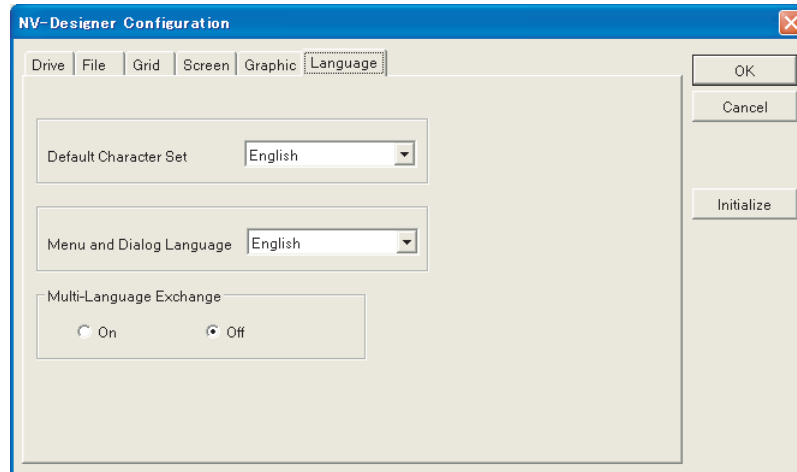 NV-Designer Configuration
Drive File Grid Screen Graphic Language
OK
Cancel
Default Character Set English
Initialize
Menu and Dialog Language English
Multi-Language Exchange
On Off